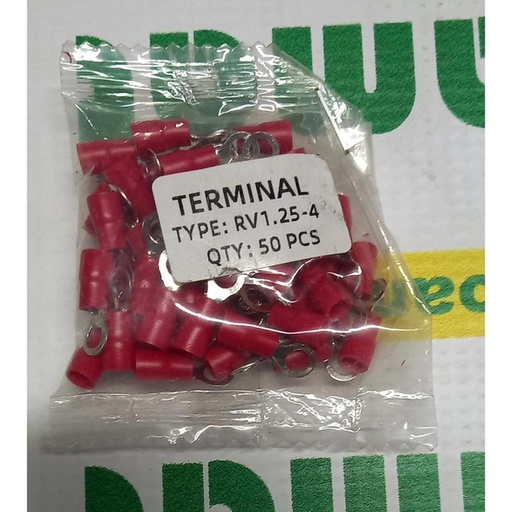 TERMINAL
TYPE: RV1.25-4
QTY: 50 PCS